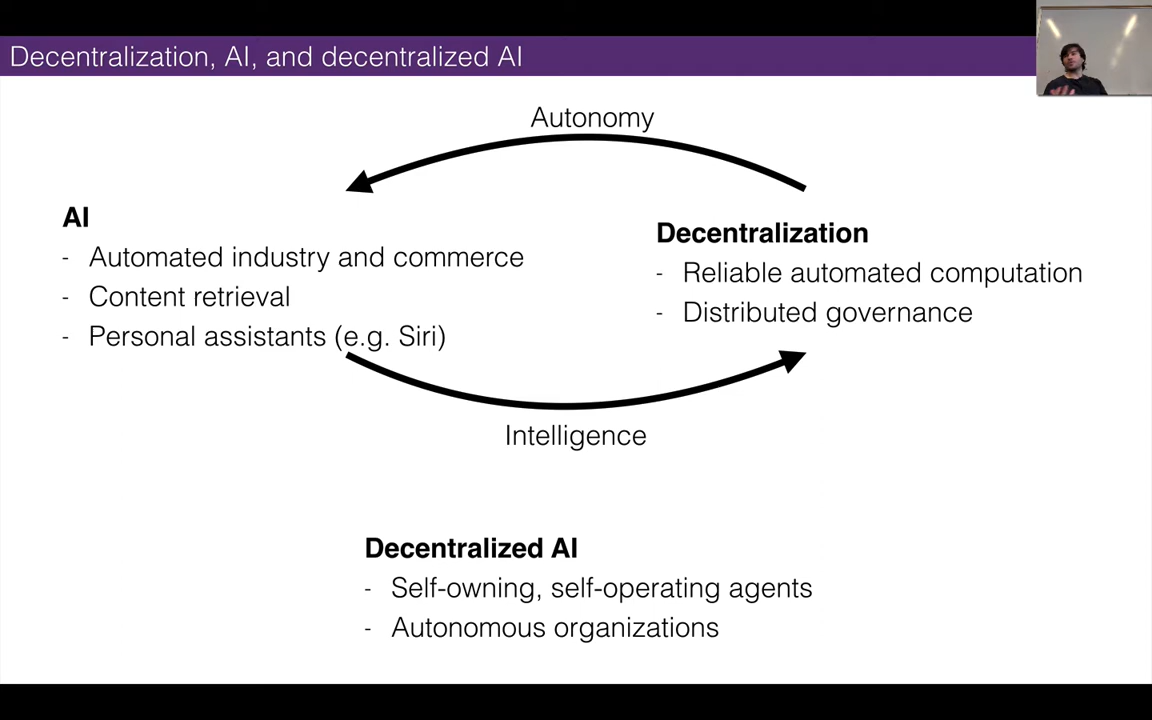 Decentralization, AI, and decentralized AI
Autonomy
AI
- Automated industry and commerce
- Content retrieval
- Personal assistants (e.g. Siri)
Decentralization
- Reliable automated computation
- Distributed governance
Intelligence
Decentralized AI
- Self-owning, self-operating agents
- Autonomous organizations